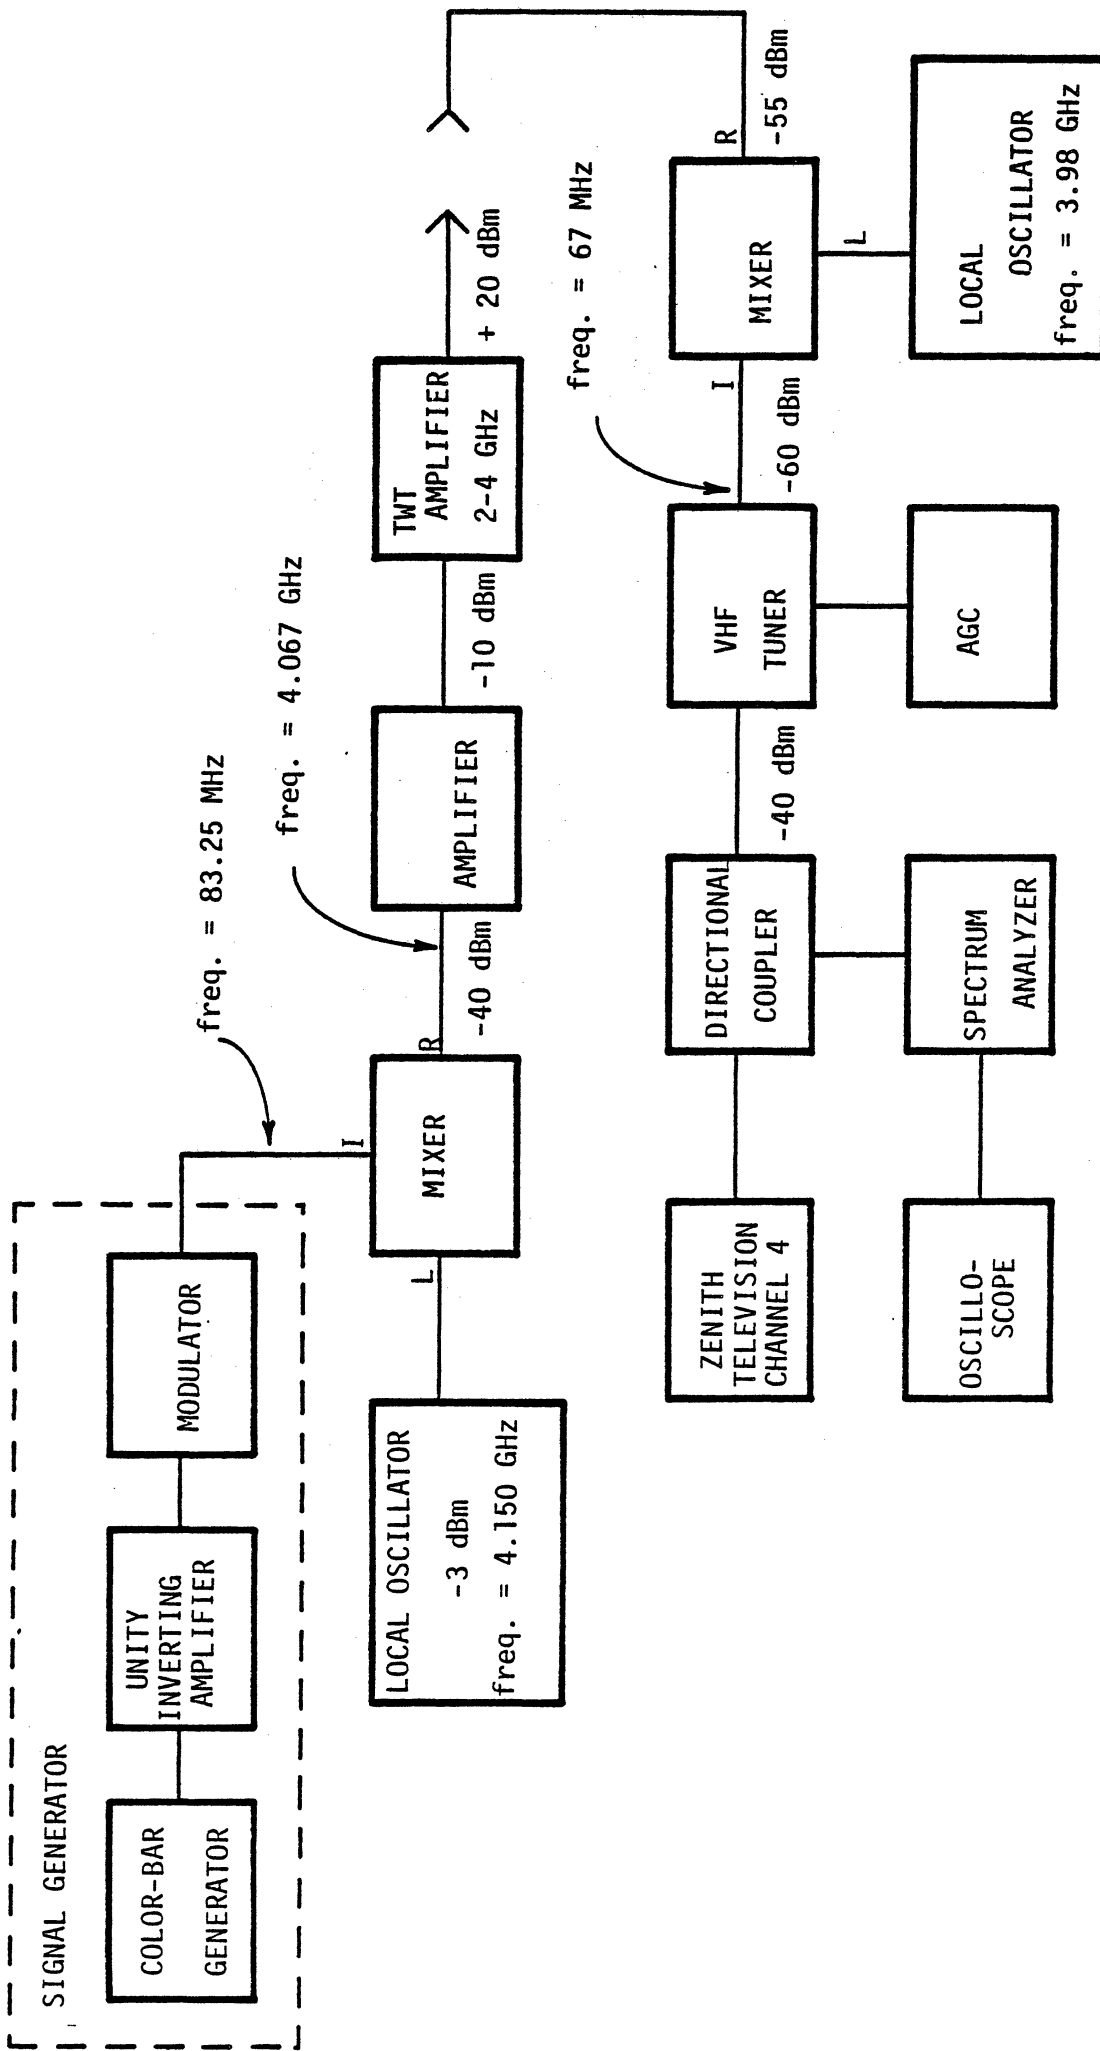 SIGNAL GENERATOR
COLOR-BAR
GENERATOR
UNITY
INVERTING
AMPLIFIER
MODULATOR
freq. = 83.25 MHz
LOCAL OSCILLATOR
-3 dBm
freq. = 4.150 GHz
L
I
MIXER
R
-40 dBm
freq. = 4.067 GHz
AMPLIFIER
-10 dBm
TWT
AMPLIFIER
2-4 GHz
+ 20 dBm
ZENITH
TELEVISION
CHANNEL 4
DIRECTIONAL
COUPLER
-40 dBm
VHF
TUNER
-60 dBm
freq. = 67 MHz
I
MIXER
R
-55 dBm
L
OSCILLO-
SCOPE
SPECTRUM
ANALYZER
AGC
LOCAL
OSCILLATOR
freq. = 3.98 GHz